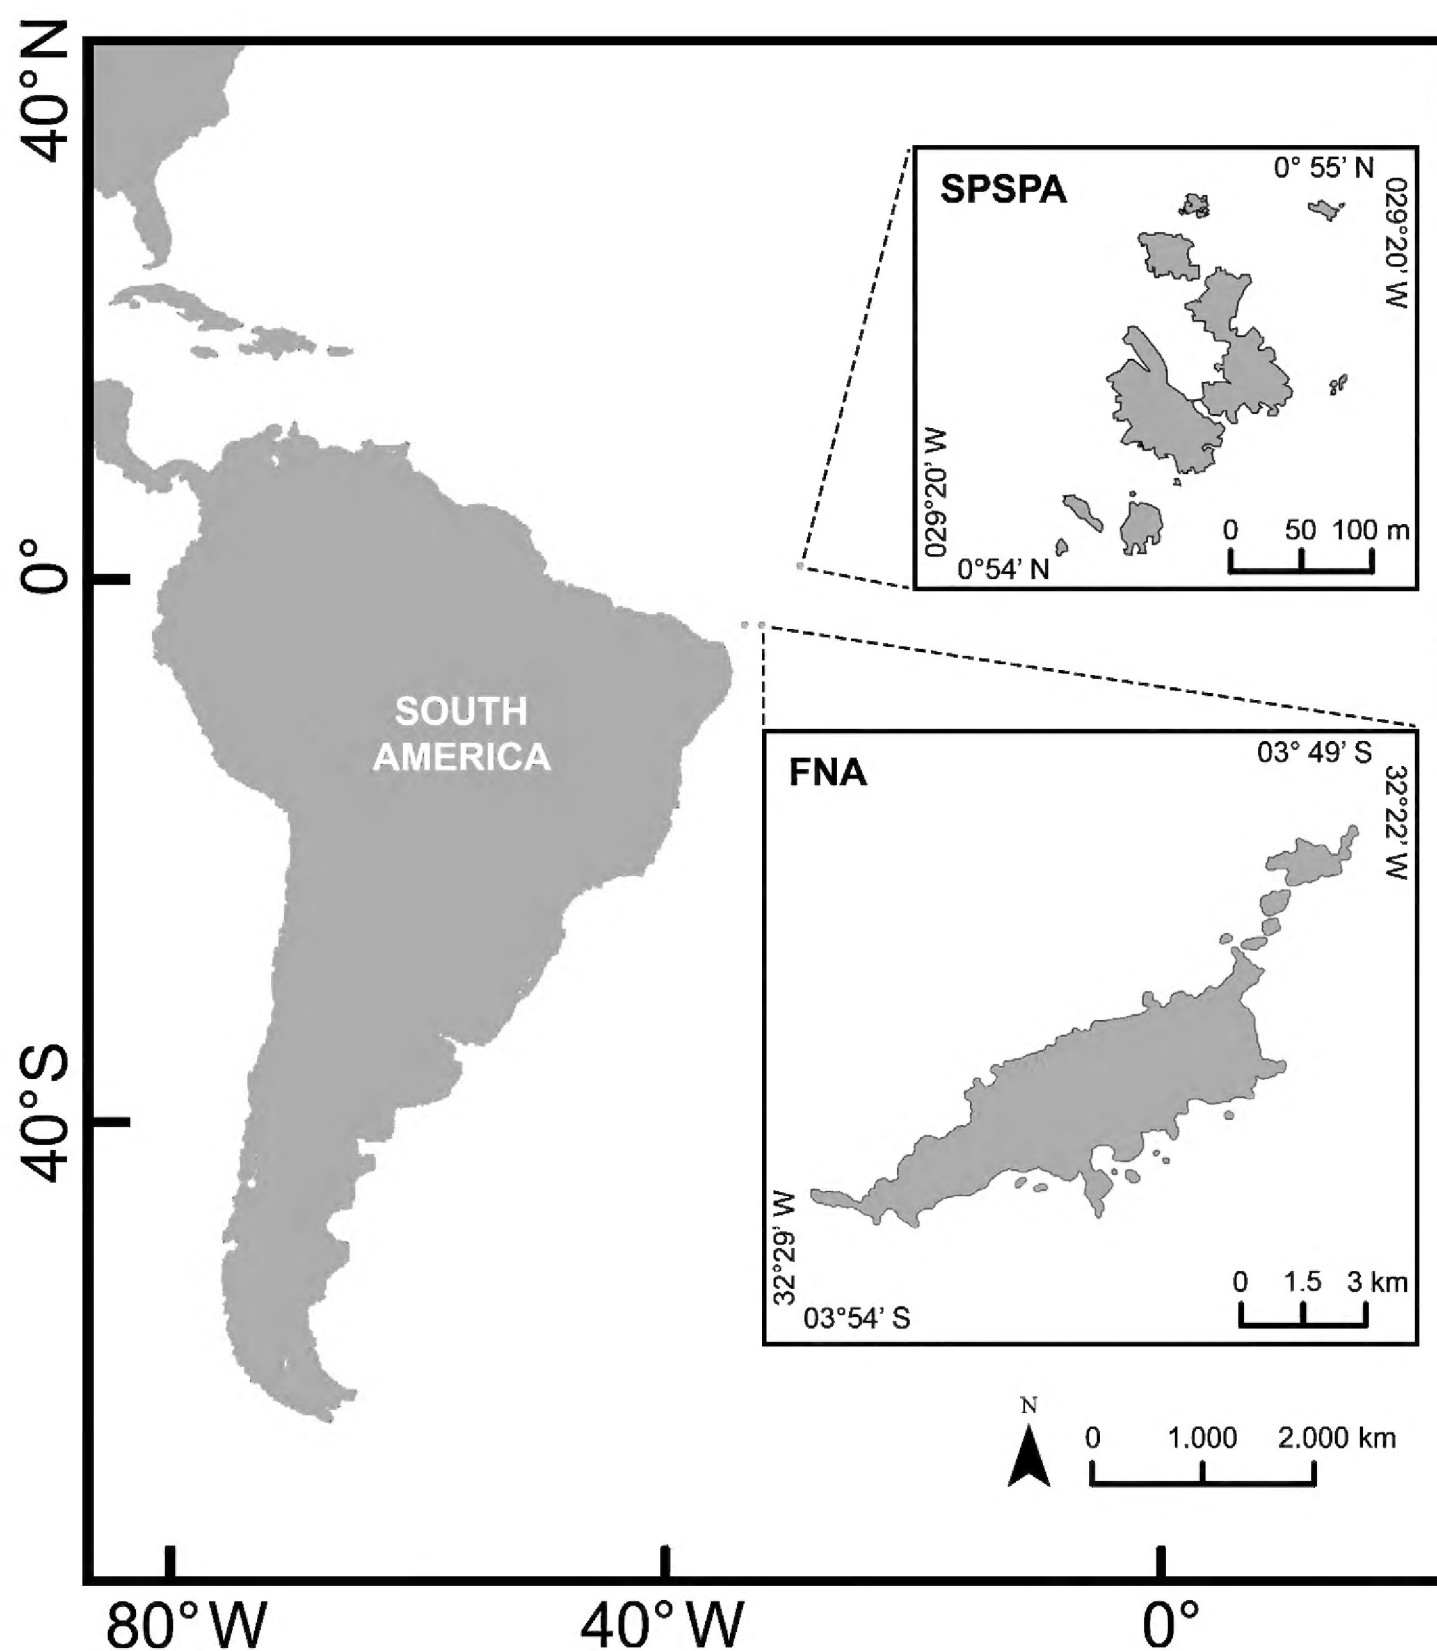 40° N
0°
40° S
80° W
40° W
0°
SOUTH
AMERICA
SPSPA
0° 55’ N
029°20’ W
029°20’ W
0°54’ N
0 50 100 m
FNA
03° 49’ S
32°22’ W
32°29’ W
03°54’ S
0 1.5 3 km
N
0 1.000 2.000 km